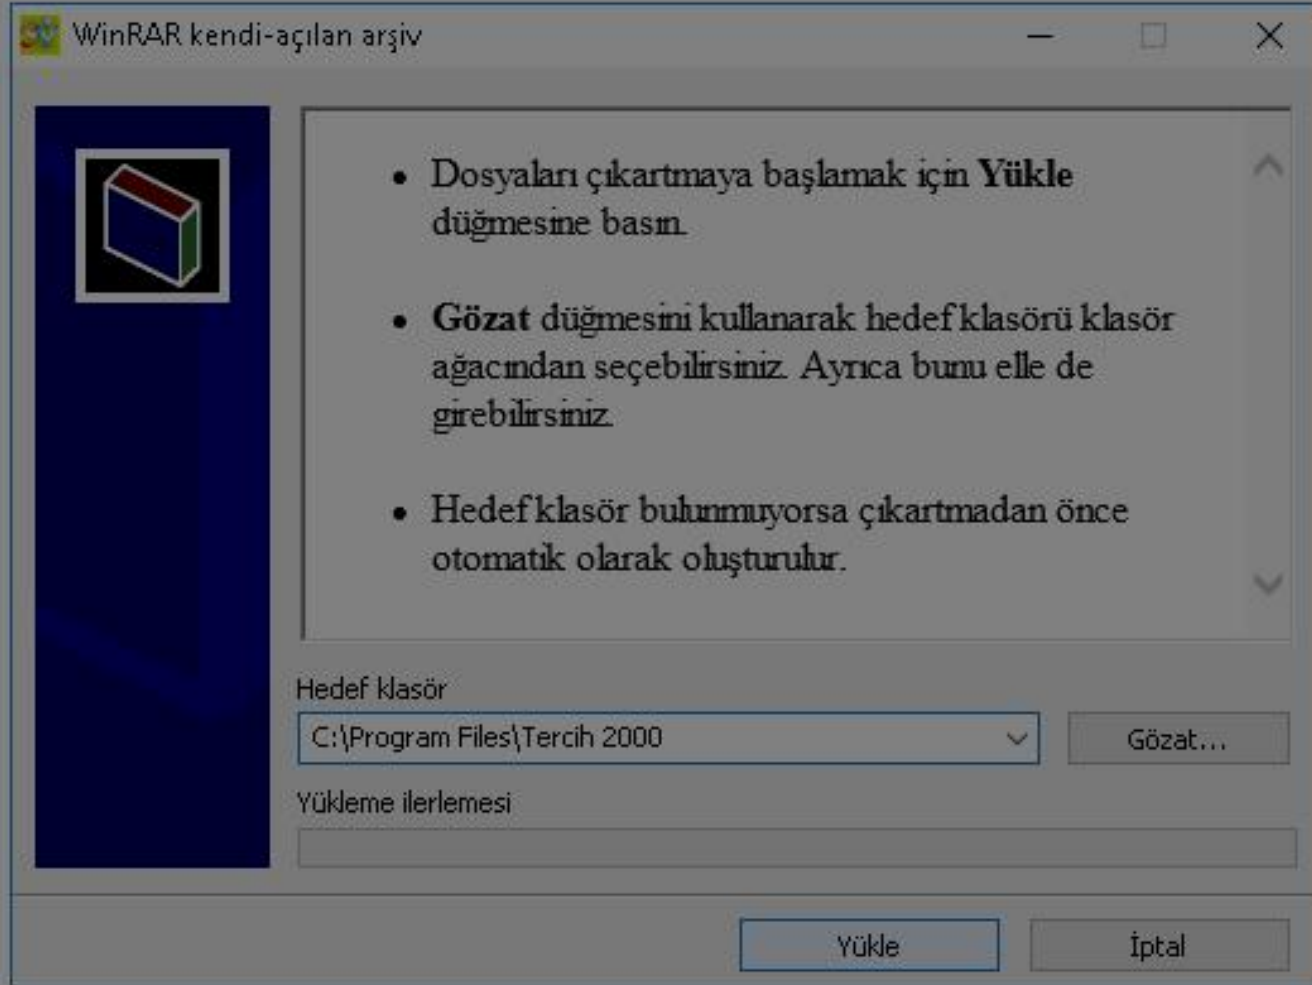 WinRAR kendi-açılan arşiv
Dosyaları çıkartmaya başlamak için Yükle
düğmesine basın.
Gözat düğmesini kullanarak hedef klasörü klasör
ağacından seçebilirsiniz. Ayrıca bunu elle de
girebilirsiniz.
Hedef klasör bulunmuyorsa çıkartmadan önce
otomatik olarak oluşturulur.
Hedef klasör
C:\Program Files\Tercih 2000
Gözat...
Yükleme ilerlemesi
Yükle
İptal